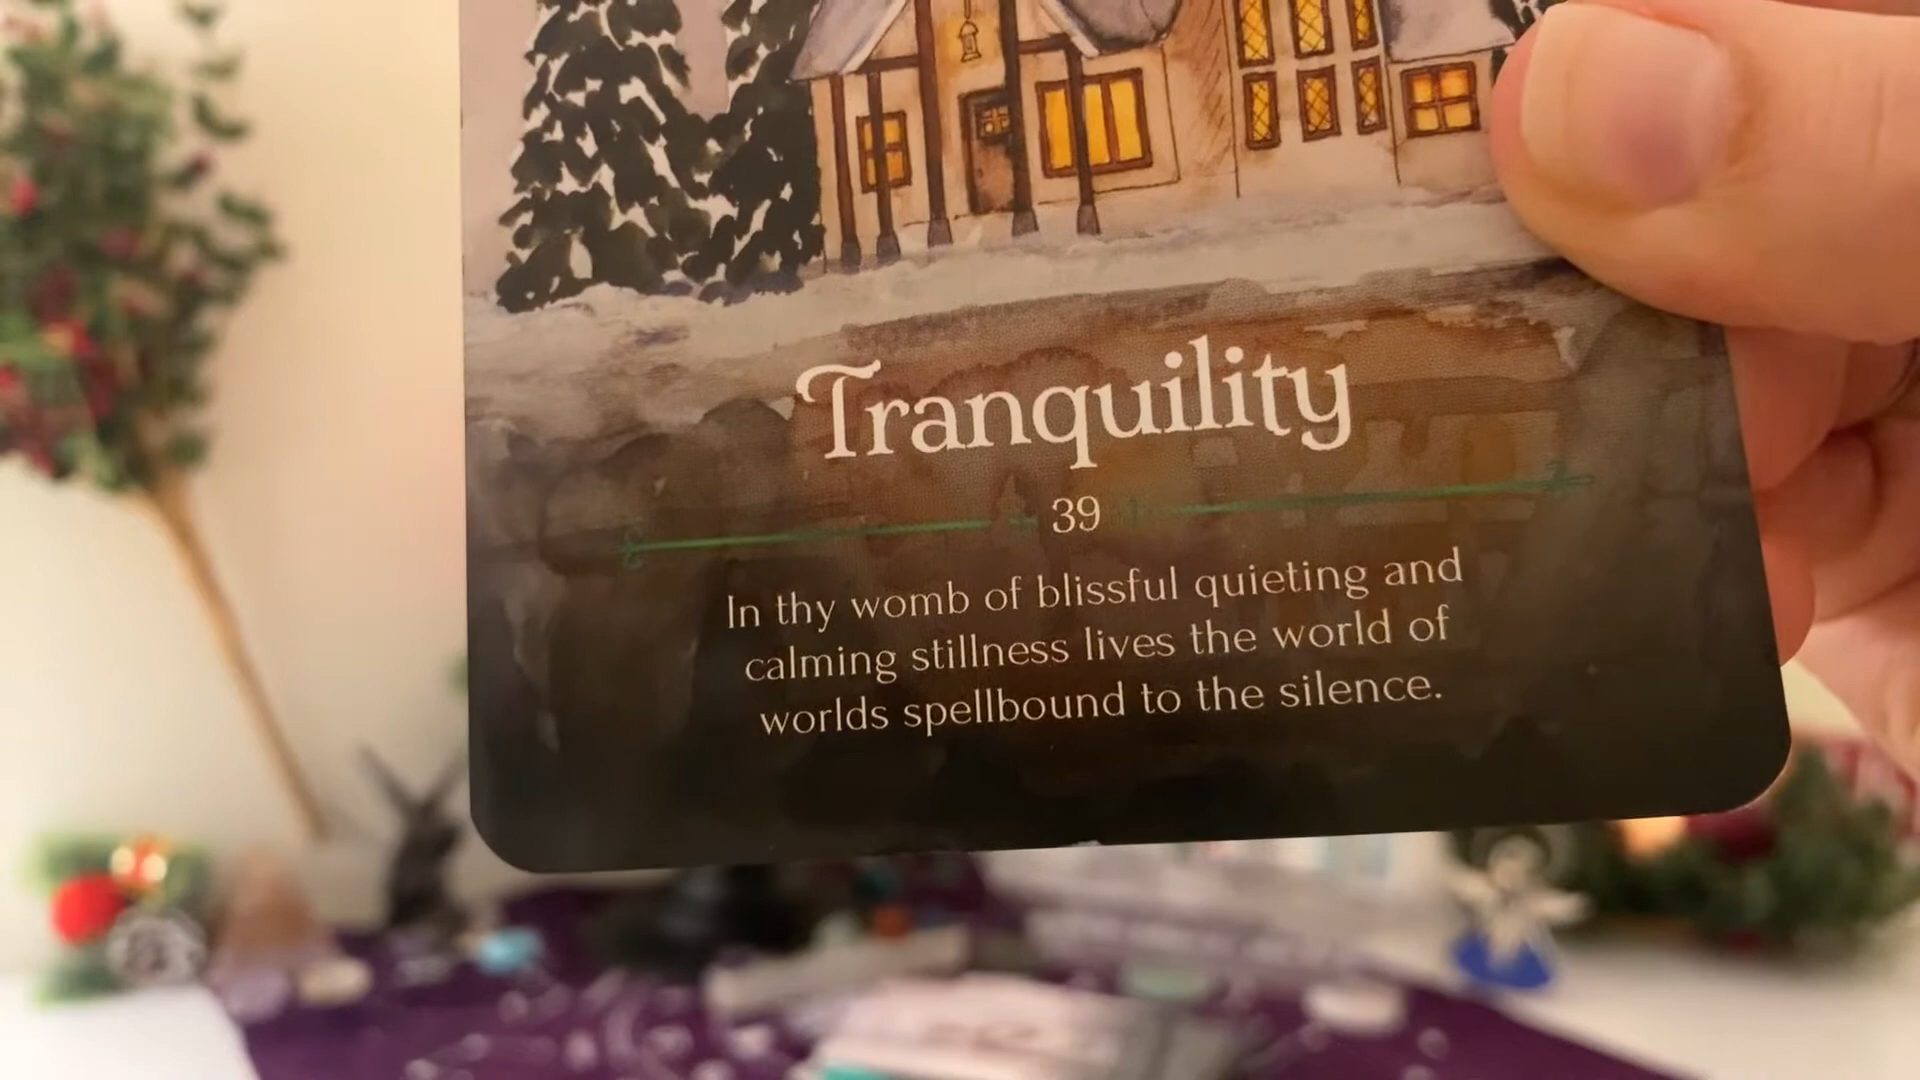 Tranquility
39
In thy womb of blissful quieting and
calming stillness lives the world of
worlds spellbound to the silence.